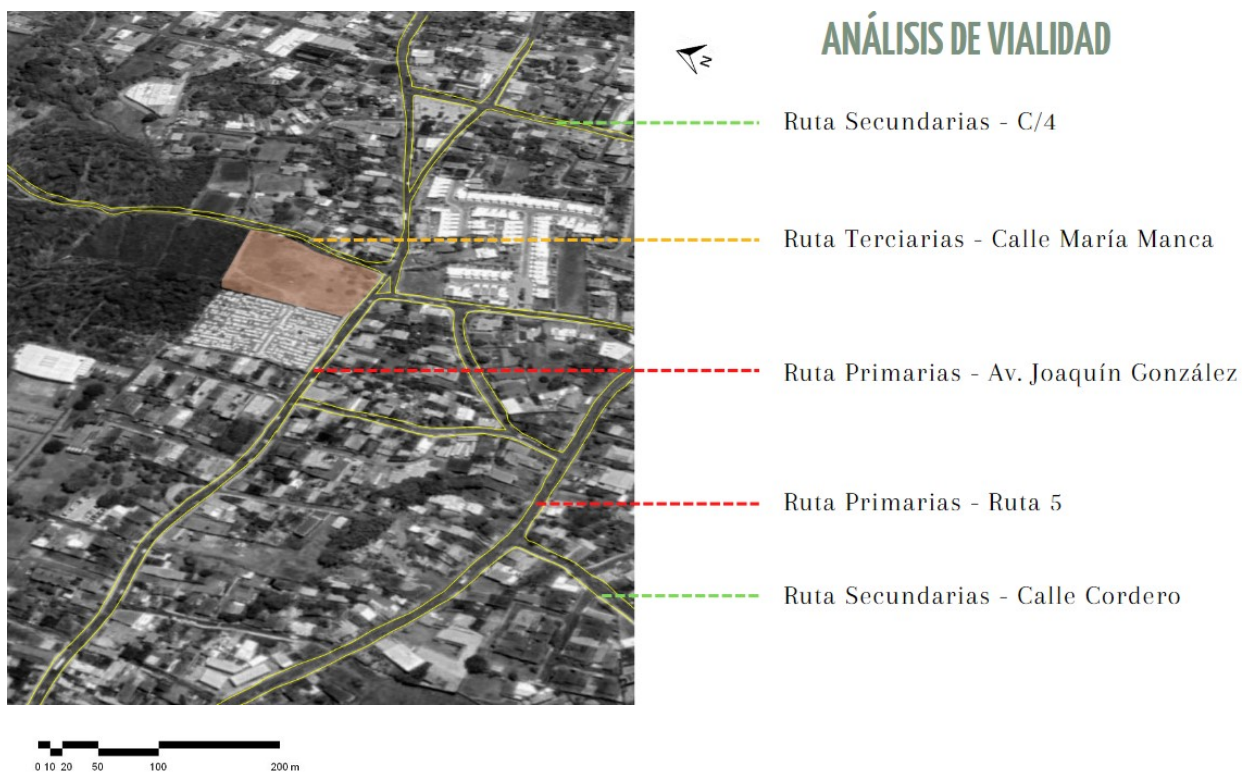 ANÁLISIS DE VIALIDAD
N
Ruta Secundarias - C/4
Ruta Terciarias - Calle María Manca
Ruta Primarias - Av. Joaquín González
Ruta Primarias - Ruta 5
Ruta Secundarias - Calle Cordero
0 10 20 50 100 200 m